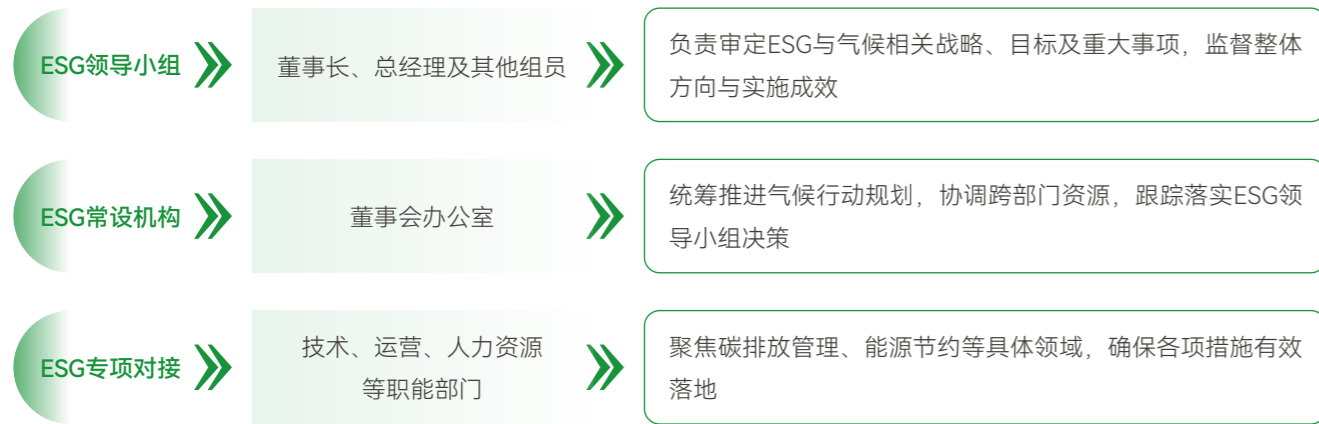 ESG领导小组
董事长、总经理及其他组员
负责审定ESG与气候相关战略、目标及重大事项，监督整体
方向与实施成效
ESG常设机构
董事会办公室
统筹推进气候行动规划，协调跨部门资源，跟踪落实ESG领
导小组决策
ESG专项对接
技术、运营、人力资源
等职能部门
聚焦碳排放管理、能源节约等具体领域，确保各项措施有效
落地